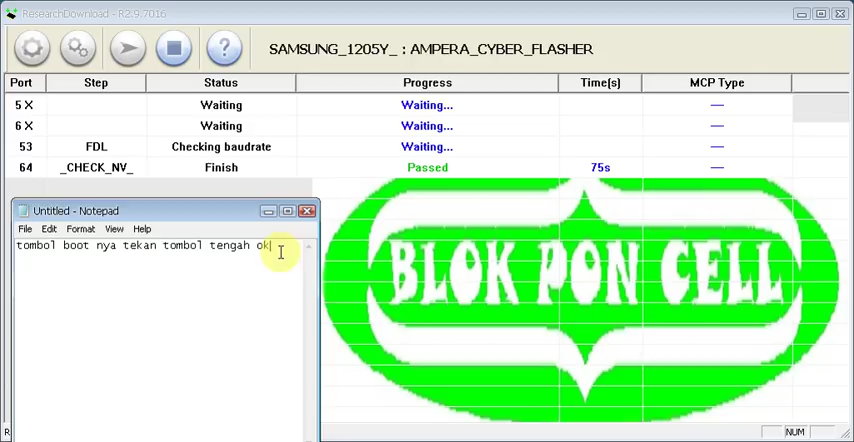 ResearchDownload - R2.9.7016
SAMSUNG_1205Y_ : AMPERA_CYBER_FLASHER
Port Step Status Progress Time(s) MCP Type
5 X Waiting Waiting... —
6 X Waiting Waiting... —
53 FDL Checking baudrate Waiting... —
64 _CHECK_NV_ Finish Passed 75s —
Untitled - Notepad
File Edit Format View Help
tombol boot nya tekan tombol tengah ok
BLOK PON CELL
R
NUM